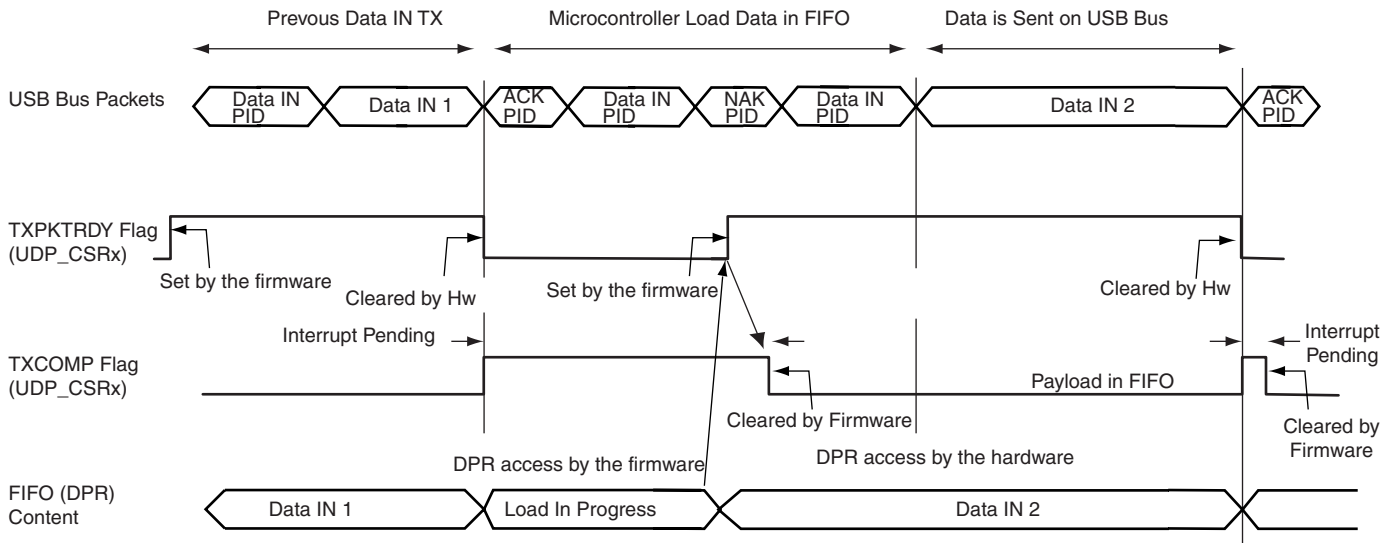 Prevous Data IN TX
Microcontroller Load Data in FIFO
Data is Sent on USB Bus
USB Bus Packets
Data IN
PID
Data IN 1
ACK
PID
Data IN
PID
NAK
PID
Data IN
PID
Data IN 2
ACK
PID
TXPKTRDY Flag
(UDP_CSRx)
Set by the firmware
Cleared by Hw
Set by the firmware
Cleared by Hw
Interrupt Pending
Interrupt
Pending
TXCOMP Flag
(UDP_CSRx)
Payload in FIFO
Cleared by Firmware
Cleared by
Firmware
DPR access by the firmware
DPR access by the hardware
FIFO (DPR)
Content
Data IN 1
Load In Progress
Data IN 2